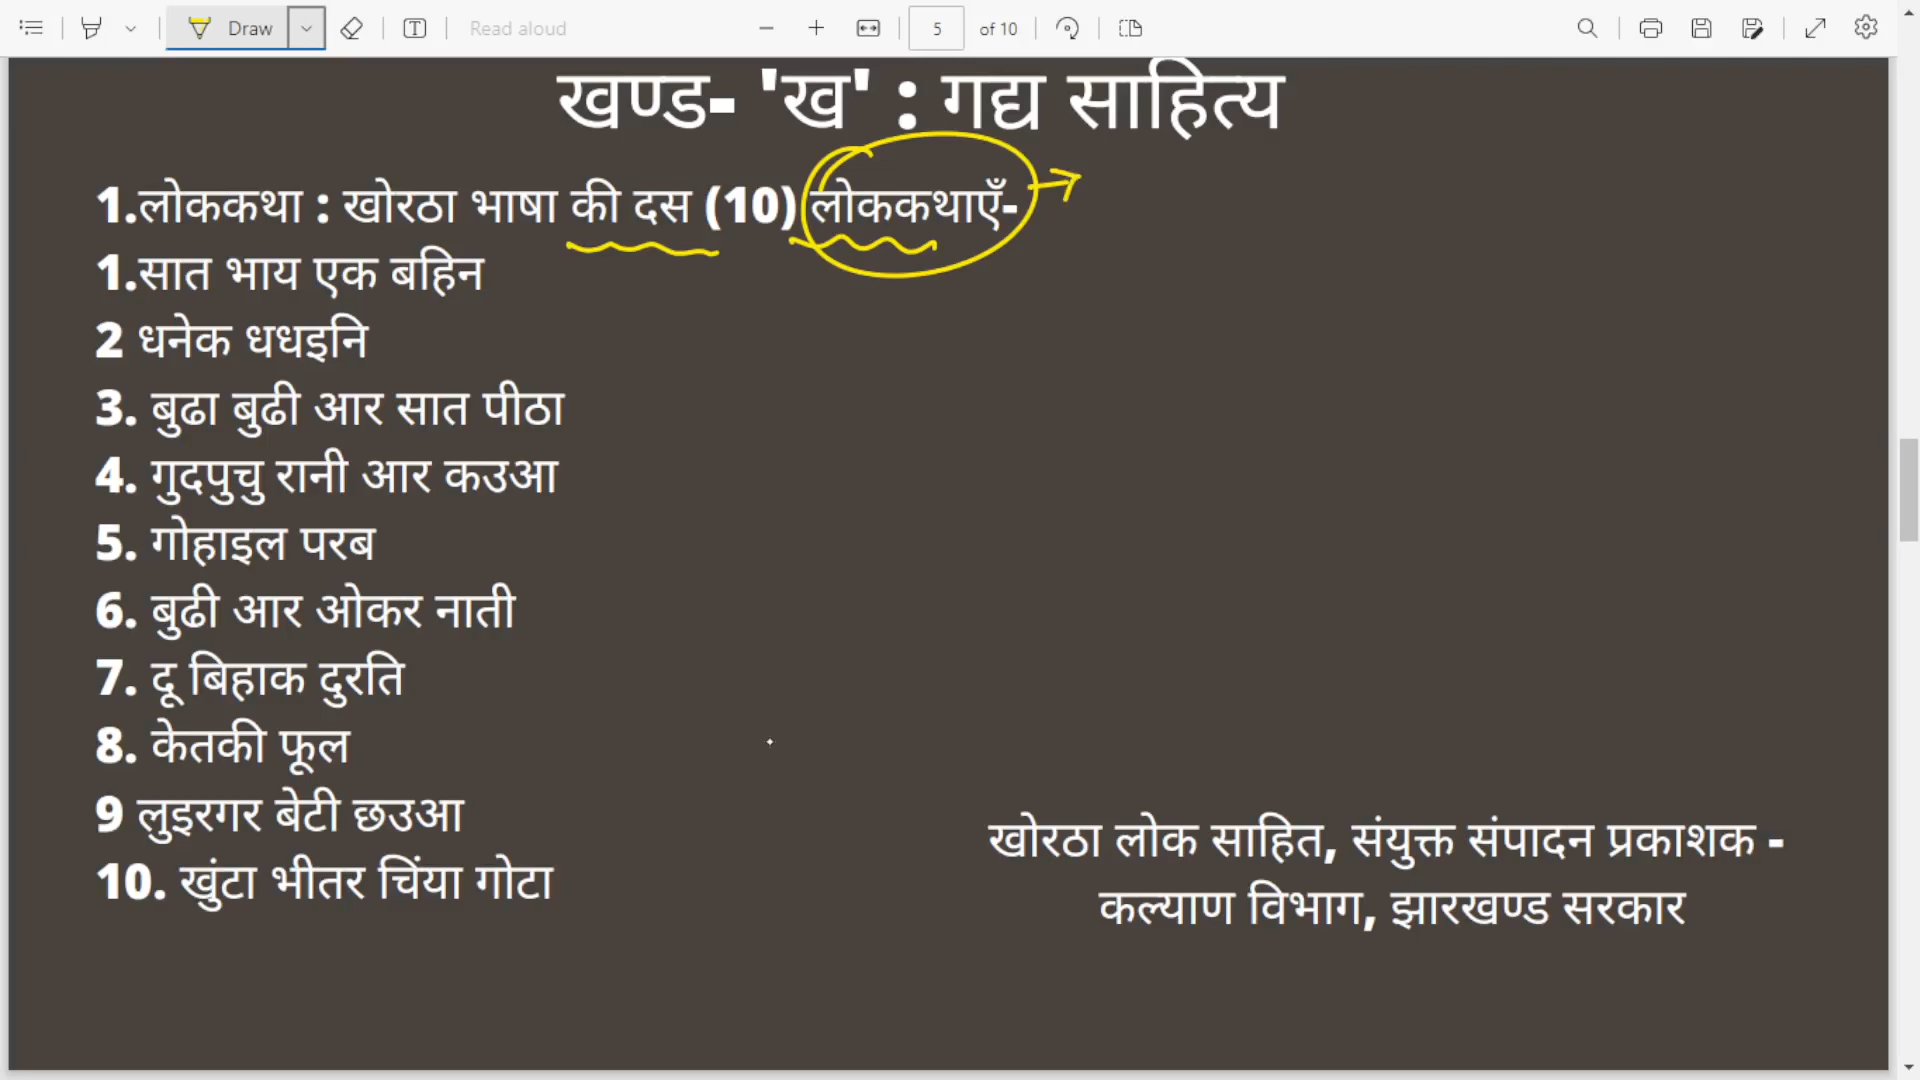 Draw
Read aloud
5 of 10
खण्ड- 'ख' : गद्य साहित्य
1.लोककथा : खोरठा भाषा की दस (10) लोककथाएँ-
1.सात भाय एक बहिन
2 धनेक धधइनि
3. बुढा बुढी आर सात पीठा
4. गुदपुचु रानी आर कउआ
5. गोहाइल परब
6. बुढी आर ओकर नाती
7. दू बिहाक दुरति
8. केतकी फूल
9 लुइरगर बेटी छउआ
10. खुंटा भीतर चिंया गोटा
खोरठा लोक साहित, संयुक्त संपादन प्रकाशक -
कल्याण विभाग, झारखण्ड सरकार